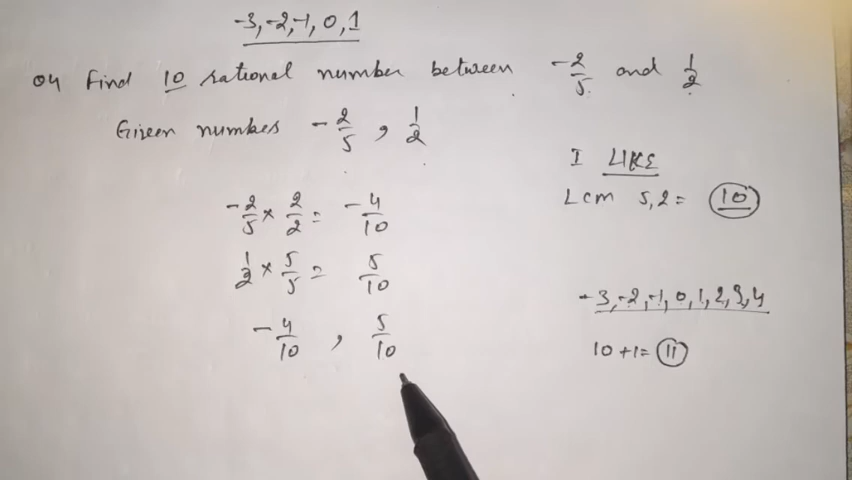 -3, -2, -1, 0, 1
04 Find 10 rational number between -2/5 and 1/2
Given number -2/5 , 1/2
I LIKE
Lcm 5,2 = 10
-2/5 × 2/2 = -4/10
1/2 × 5/5 = 5/10
-3, -2, -1, 0, 1, 2, 3, 4
-4/10 , 5/10
10+1= 11